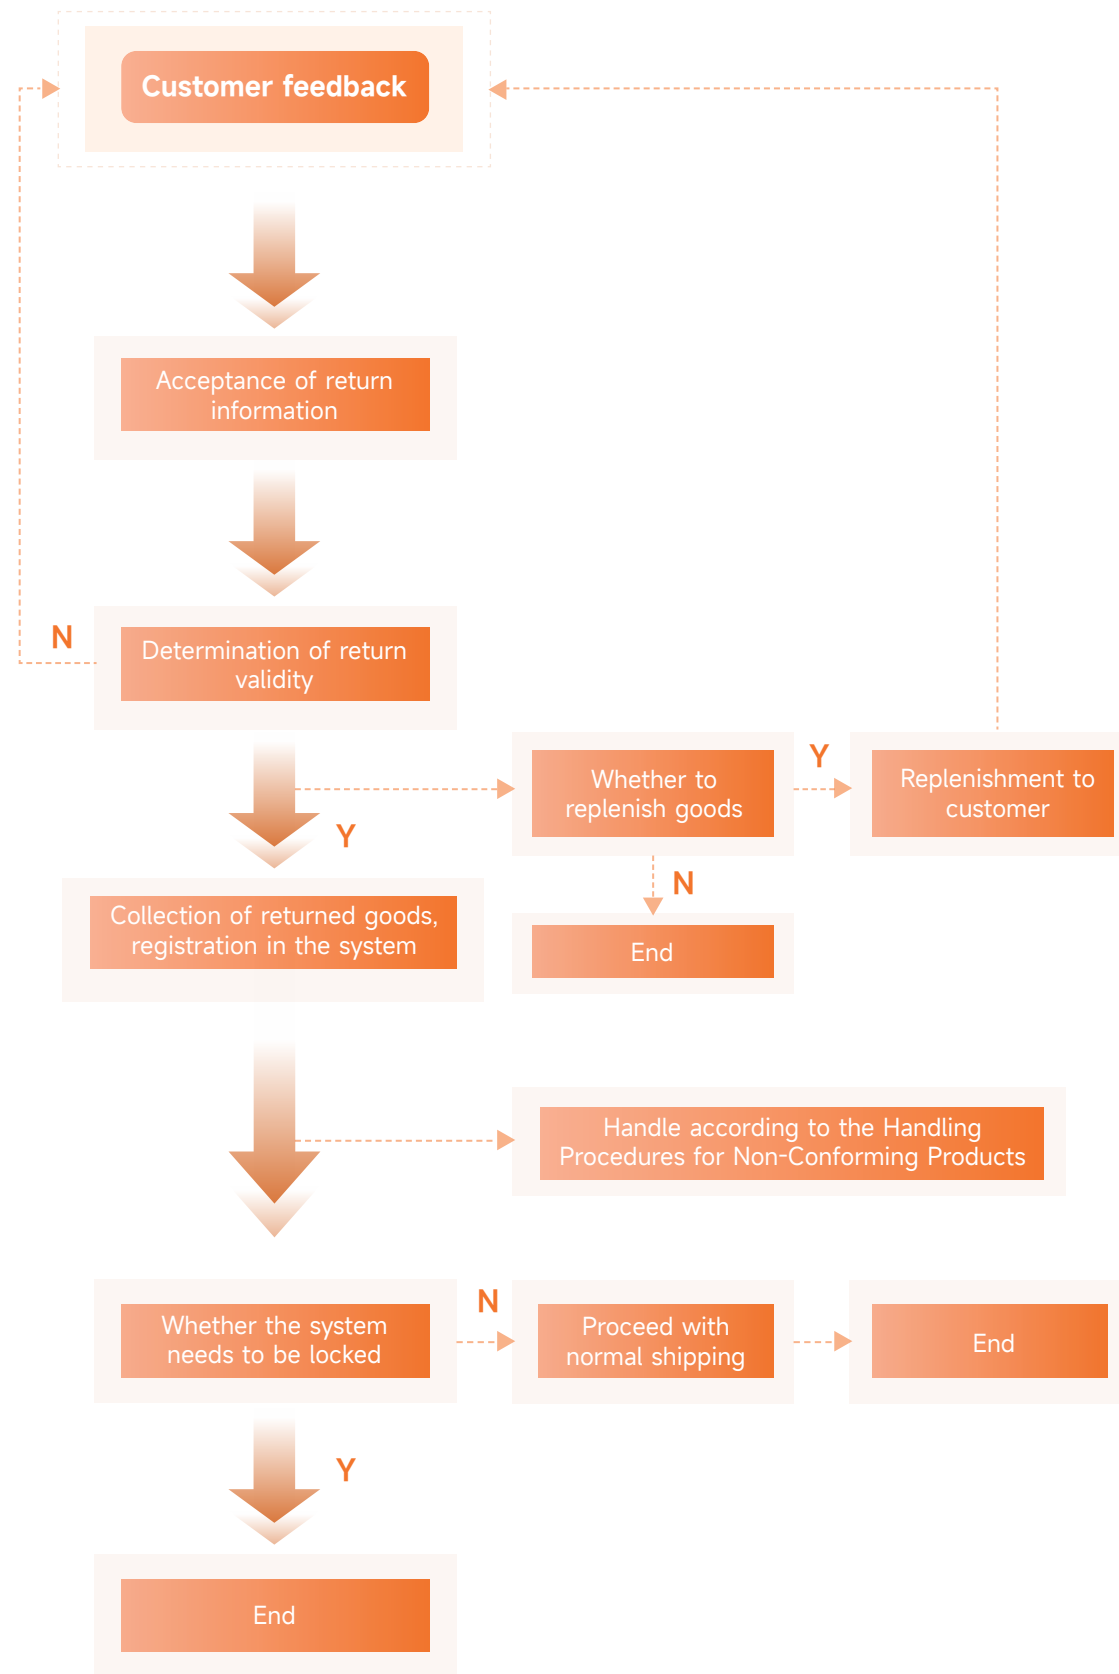 Customer feedback
Acceptance of return
information
N
Determination of return
validity
Y
Whether to
replenish goods
Y
Replenishment to
customer
N
End
Collection of returned goods,
registration in the system
Handle according to the Handling
Procedures for Non-Conforming Products
Whether the system
needs to be locked
N
Proceed with
normal shipping
End
Y
End